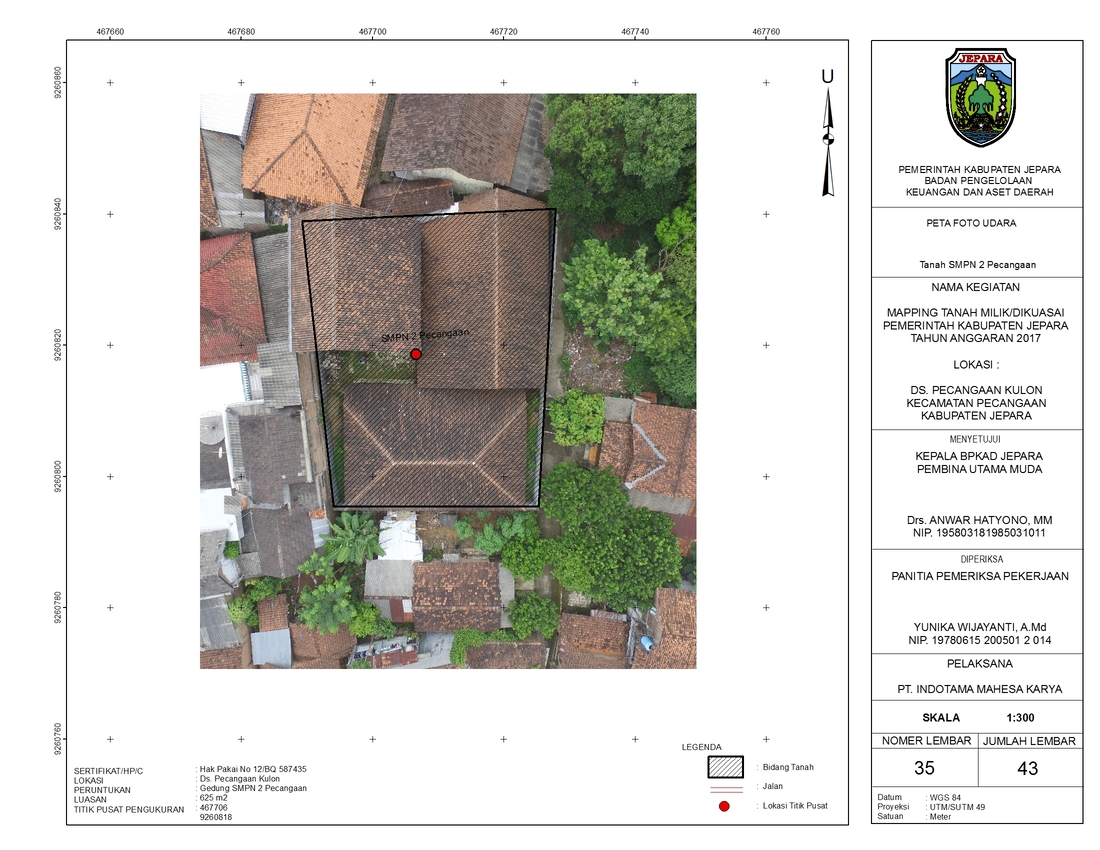 467660
467680
467700
467720
467740
467760
9260860
9260840
9260820
9260800
9260780
9260760
U
SMPN 2 Pecangaan
SERTIFIKAT/HP/C : Hak Pakai No 12/BQ 587435
LOKASI : Ds. Pecangaan Kulon
PERUNTUKAN : Gedung SMPN 2 Pecangaan
LUASAN : 625 m2
TITIK PUSAT PENGUKURAN : 467706
9260818
LEGENDA
: Bidang Tanah
: Jalan
: Lokasi Titik Pusat
JEPARA
PEMERINTAH KABUPATEN JEPARA
BADAN PENGELOLAAN
KEUANGAN DAN ASET DAERAH
PETA FOTO UDARA
Tanah SMPN 2 Pecangaan
NAMA KEGIATAN
MAPPING TANAH MILIK/DIKUASAI
PEMERINTAH KABUPATEN JEPARA
TAHUN ANGGARAN 2017
LOKASI :
DS. PECANGAAN KULON
KECAMATAN PECANGAAN
KABUPATEN JEPARA
MENYETUJUI
KEPALA BPKAD JEPARA
PEMBINA UTAMA MUDA
Drs. ANWAR HATYONO, MM
NIP. 195803181985031011
DIPERIKSA
PANITIA PEMERIKSA PEKERJAAN
YUNIKA WIJAYANTI, A.Md
NIP. 19780615 200501 2 014
PELAKSANA
PT. INDOTAMA MAHESA KARYA
SKALA 1:300
NOMER LEMBAR JUMLAH LEMBAR
35 43
Datum : WGS 84
Proyeksi : UTM/SUTM 49
Satuan : Meter